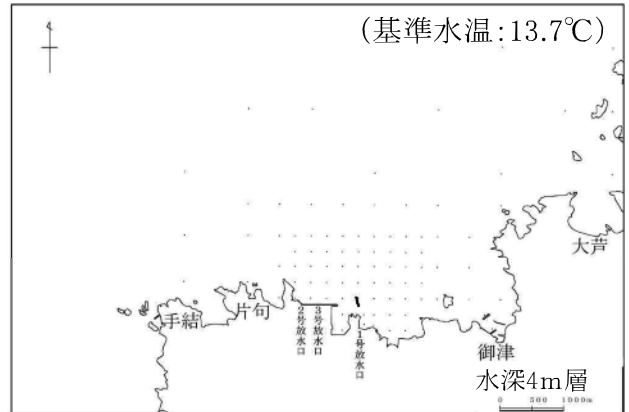 (基準水温:13.7℃)
大芦
手結
片句
2号放水口
3号放水口
1号放水口
御津
水深4m層
0 500 1000m